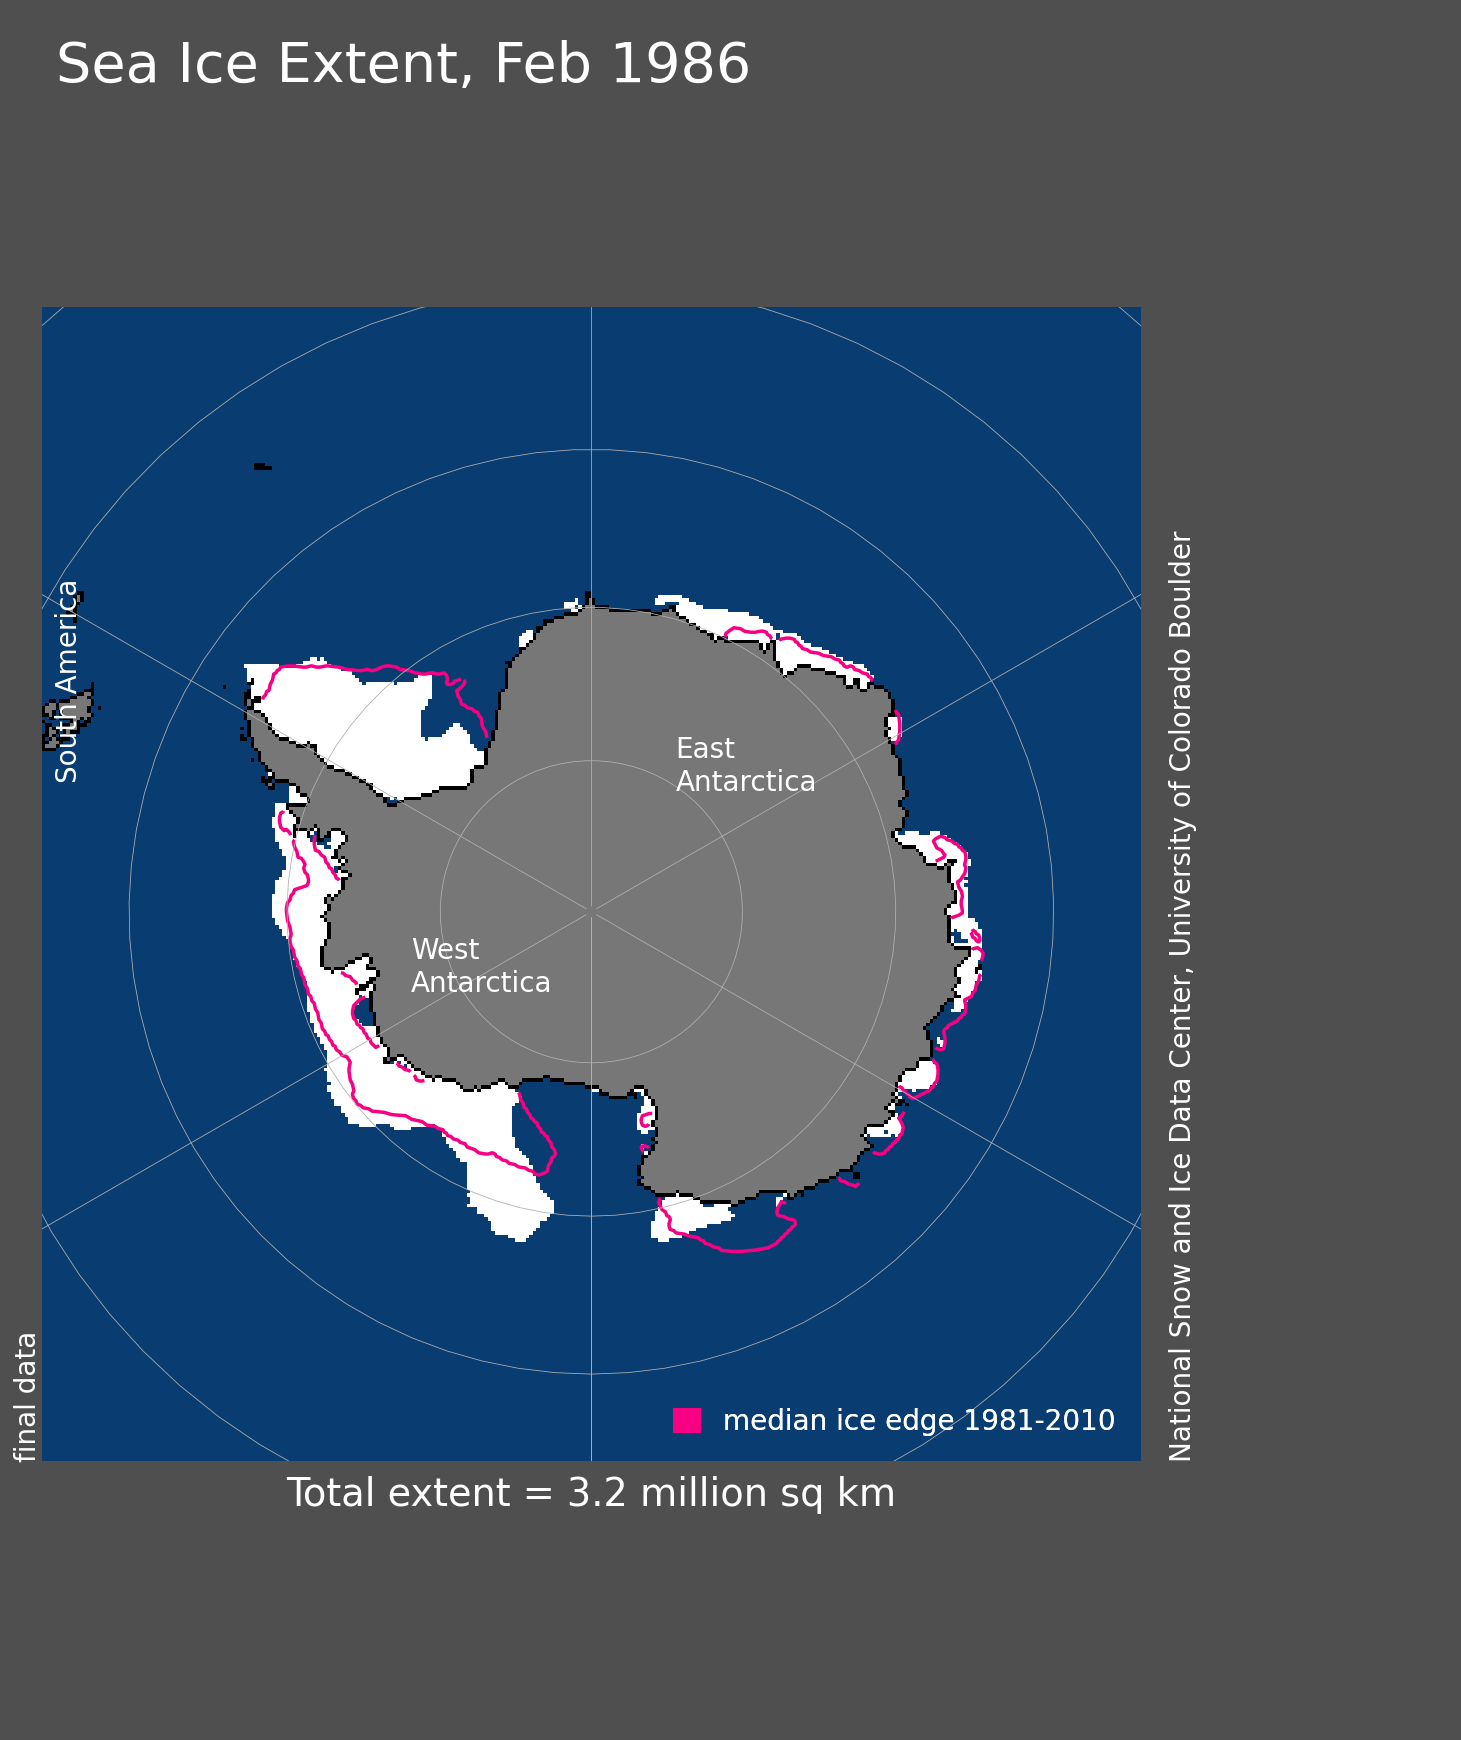 Sea Ice Extent, Feb 1986
South America
East
Antarctica
West
Antarctica
median ice edge 1981-2010
final data
National Snow and Ice Data Center, University of Colorado Boulder
Total extent = 3.2 million sq km